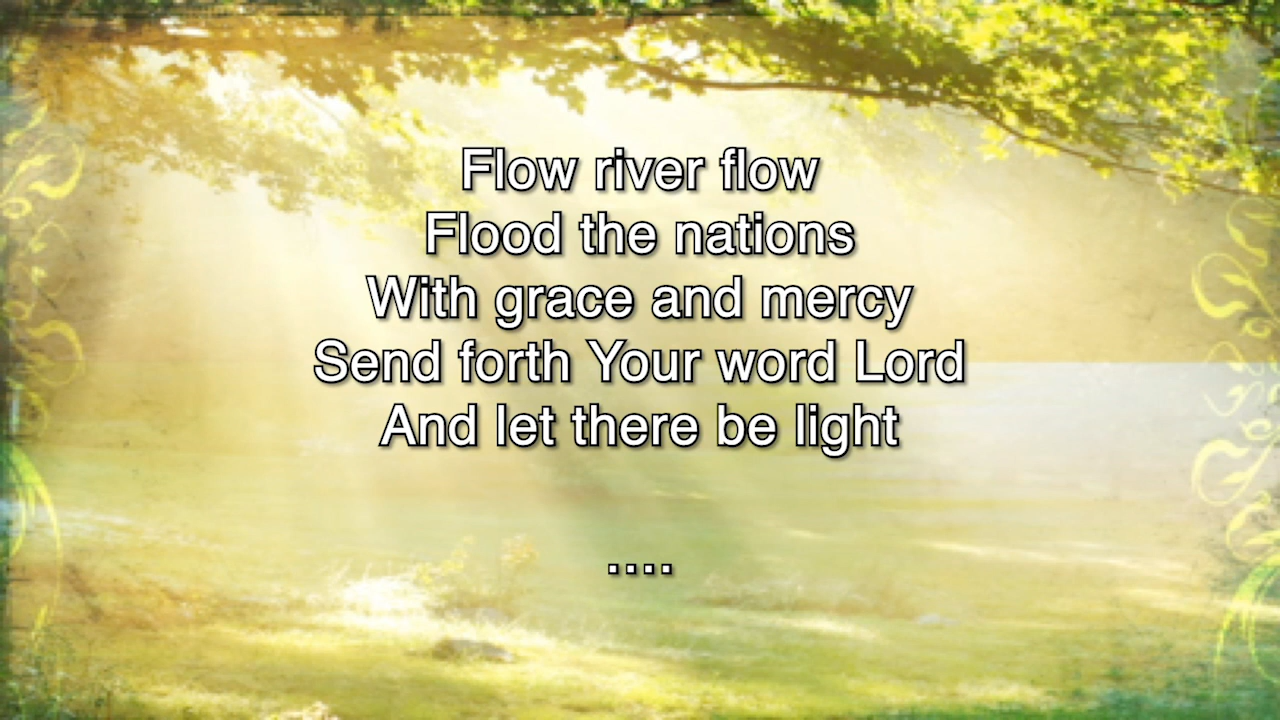 Flow river flow
Flood the nations
With grace and mercy
Send forth Your word Lord
And let there be light
....